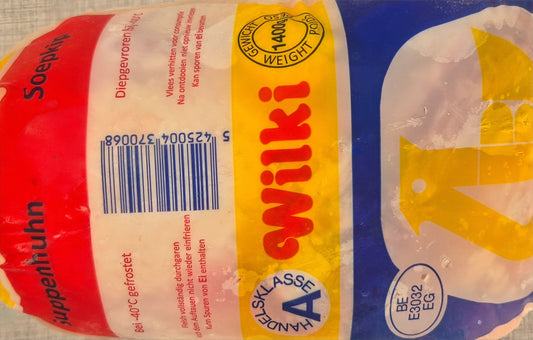 Soepkip
Diepgevroren bij -40°C
Vlees verhitten voor consumptie
Na ontdooien niet opnieuw invriezen
Kan sporen van ei bevatten
GEWICHT POIDS WEIGHT
1400g
5 425004 370068
Wilki
Suppenhuhn
Bei -40°C gefrostet
Fleisch vollständig durchgaren
Nach dem Auftauen nicht wieder einfrieren
Kann Spuren von EI enthalten
HANDELSKLASSE
A
BE
E3032
EG